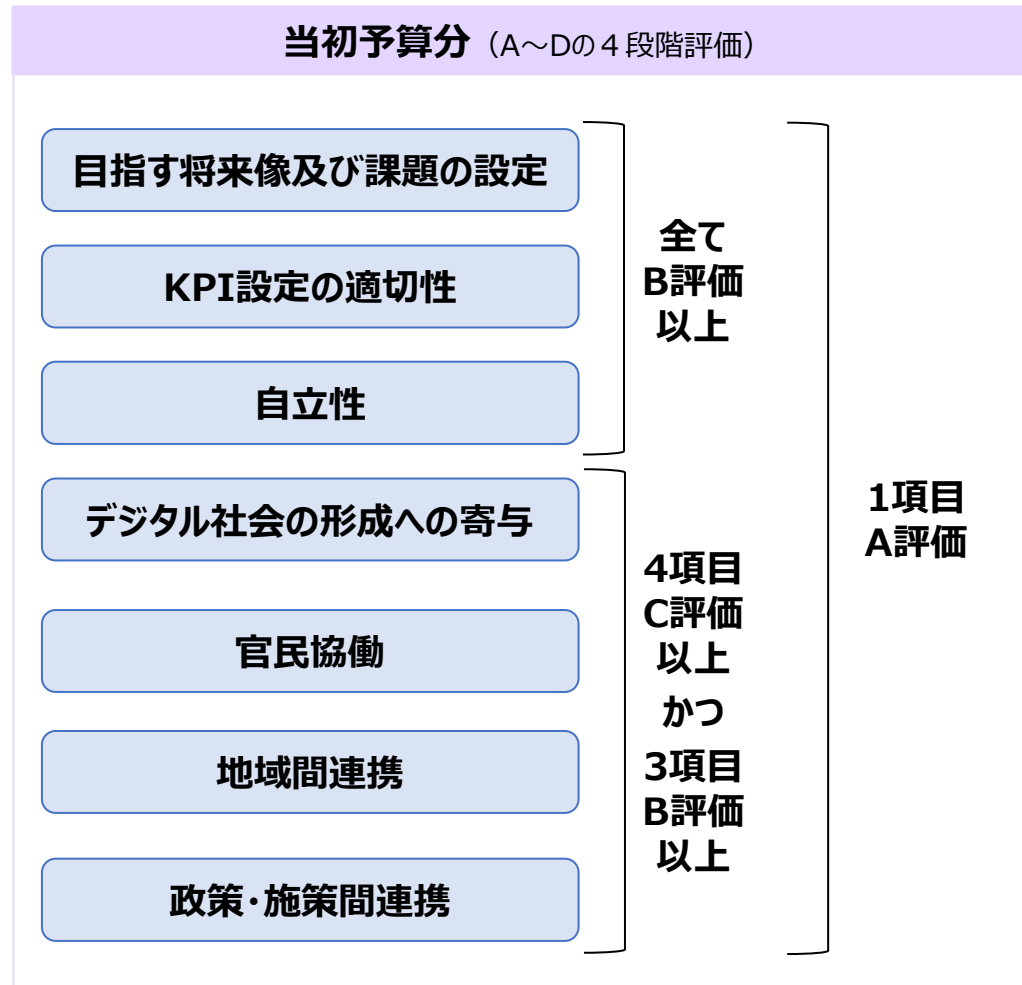 当初予算分（A～Dの４段階評価）
目指す将来像及び課題の設定
KPI設定の適切性
自立性
全て
B評価
以上
デジタル社会の形成への寄与
官民協働
地域間連携
政策・施策間連携
4項目
C評価
以上
かつ
3項目
B評価
以上
1項目
A評価